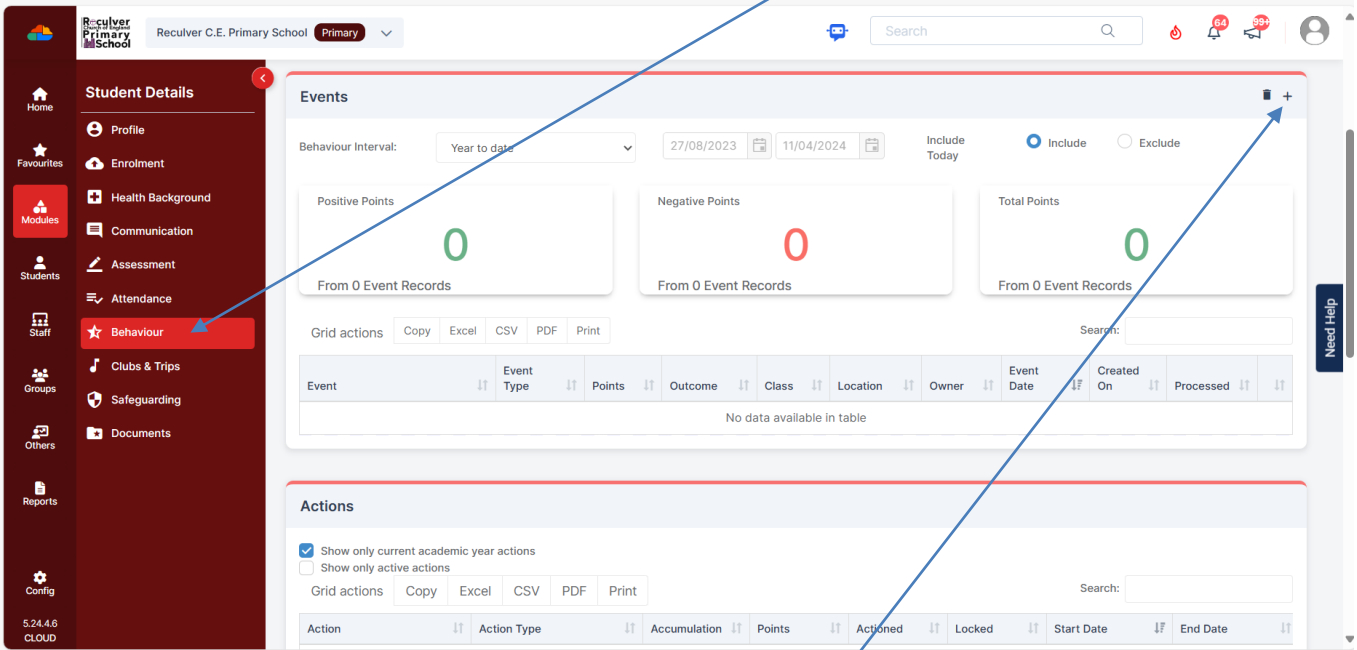 Reculver
Church of England
Primary
School
Reculver C.E. Primary School Primary
Search
64
99+
Home
Favourites
Modules
Students
Staff
Groups
Others
Reports
Config
5.24.4.6
CLOUD
Student Details
Profile
Enrolment
Health Background
Communication
Assessment
Attendance
Behaviour
Clubs & Trips
Safeguarding
Documents
Events
Behaviour Interval: Year to date 27/08/2023 11/04/2024 Include Today Include Exclude
Positive Points
0
From 0 Event Records
Negative Points
0
From 0 Event Records
Total Points
0
From 0 Event Records
Grid actions Copy Excel CSV PDF Print Search:
Event Event Type Points Outcome Class Location Owner Event Date Created On Processed
No data available in table
Actions
Show only current academic year actions
Show only active actions
Grid actions Copy Excel CSV PDF Print Search:
Action Action Type Accumulation Points Actioned Locked Start Date End Date
Need Help